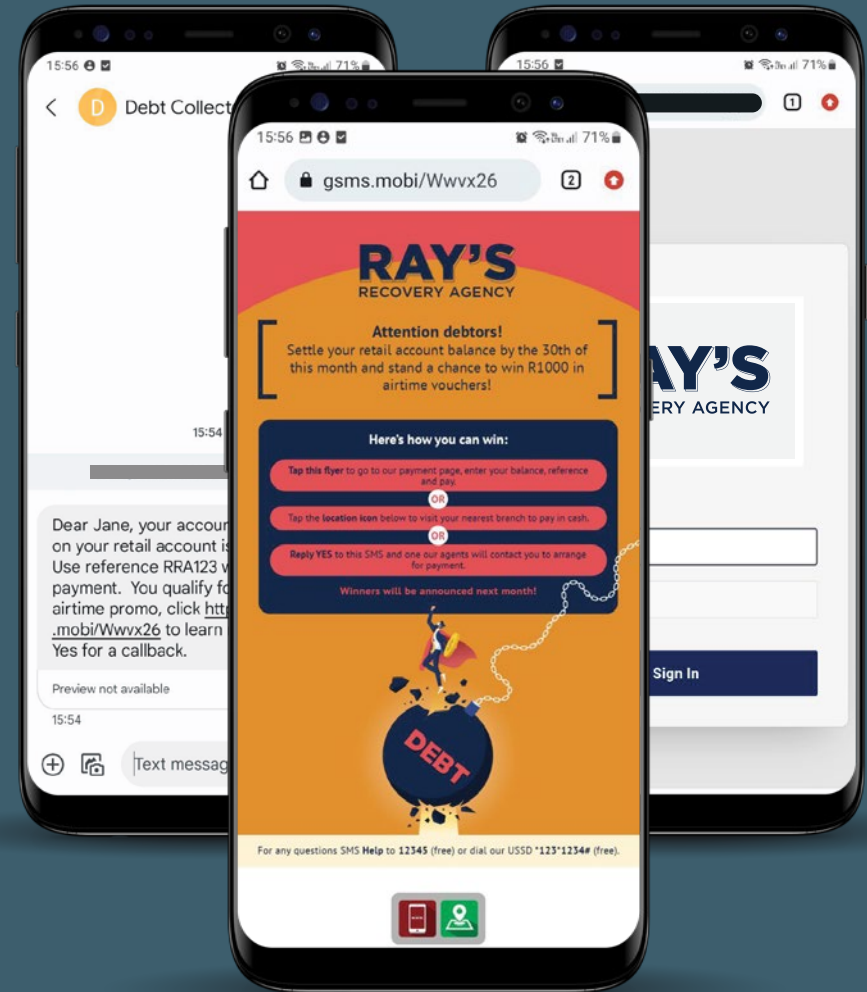 15:56
71%
D Debt Collect
15:54
Dear Jane, your accoun
on your retail account is
Use reference RRA123 w
payment. You qualify fo
airtime promo, click http
.mobi/Wwvx26 to learn
Yes for a callback.
Preview not available
15:54
Text messag
15:56
71%
gsms.mobi/Wwvx26
2
RAY'S
RECOVERY AGENCY
Attention debtors!
Settle your retail account balance by the 30th of
this month and stand a chance to win R1000 in
airtime vouchers!
Here's how you can win:
Tap this flyer to go to our payment page, enter your balance, reference
and pay.
OR
Tap the location icon below to visit your nearest branch to pay in cash.
OR
Reply YES to this SMS and one our agents will contact you to arrange
for payment.
Winners will be announced next month!
DEBT
For any questions SMS Help to 12345 (free) or dial our USSD *123*1234# (free).
15:56
71%
1
AY'S
ERY AGENCY
Sign In